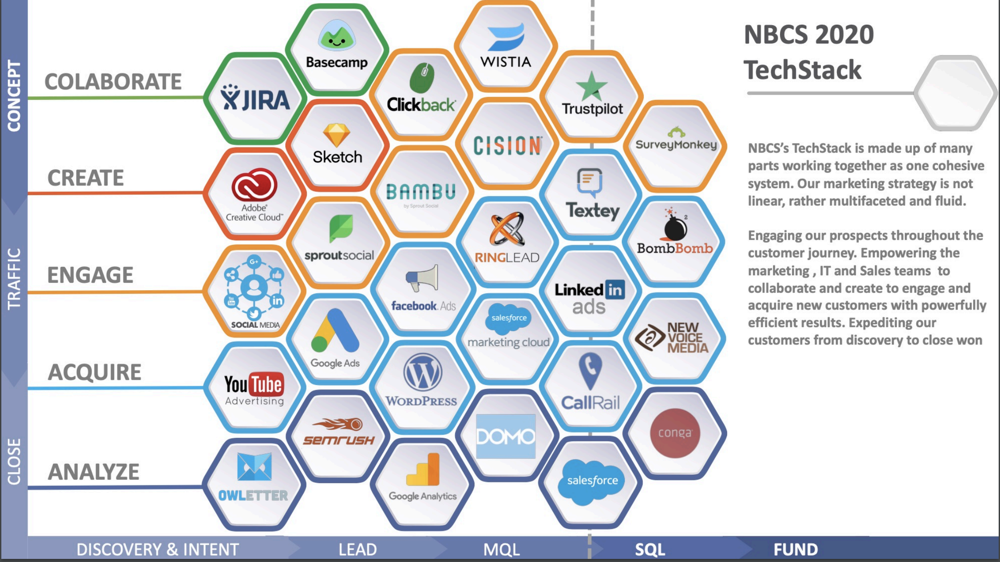 CONCEPT
TRAFFIC
CLOSE
COLABORATE
CREATE
ENGAGE
ACQUIRE
ANALYZE
JIRA
Basecamp
Clickback
WISTIA
Trustpilot
SurveyMonkey
Adobe®
Creative Cloud™
Sketch
BAMBU
by Sprout Social
CISION®
Textey
BombBomb
2
G+
You
Tube
in
SOCIAL MEDIA
sproutsocial
facebook Ads
RINGLEAD
Linked in
ads
NEW
VOICE
MEDIA
YouTube
Advertising
Google Ads
WORDPRESS
salesforce
marketing cloud
CallRail
conga
OWLETTER
semrush
Google Analytics
DOMO
salesforce
NBCS 2020
TechStack
NBCS’s TechStack is made up of many
parts working together as one cohesive
system. Our marketing strategy is not
linear, rather multifaceted and fluid.
Engaging our prospects throughout the
customer journey. Empowering the
marketing , IT and Sales teams  to
collaborate and create to engage and
acquire new customers with powerfully
efficient results. Expediting our
customers from discovery to close won
DISCOVERY & INTENT
LEAD
MQL
SQL
FUND